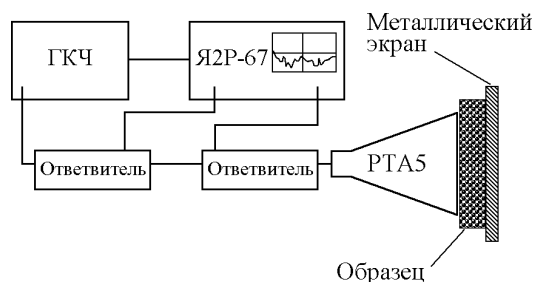 Металлический
экран
ГКЧ
Я2Р-67
Ответвитель
Ответвитель
РТА5
Образец